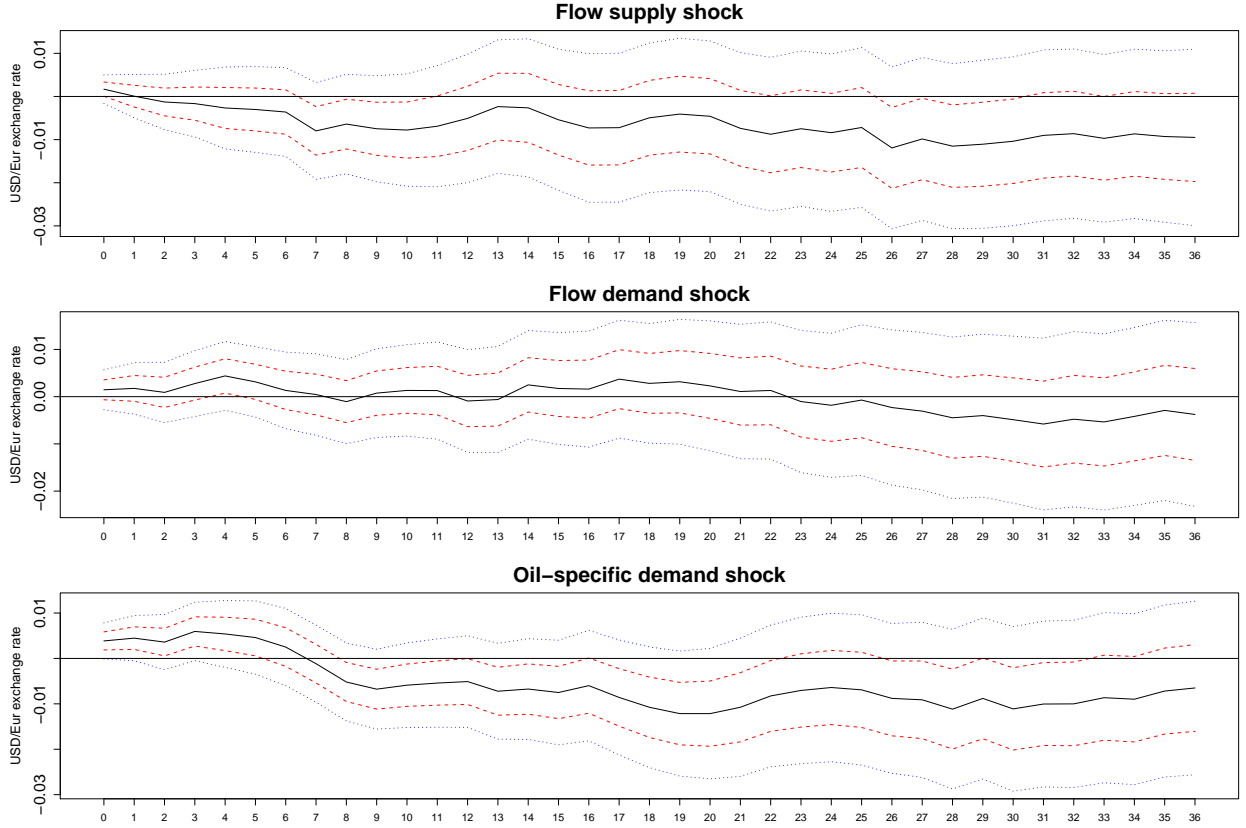 Flow supply shock
USD/Eur exchange rate
0.01
−0.01
−0.03
0 1 2 3 4 5 6 7 8 9 10 11 12 13 14 15 16 17 18 19 20 21 22 23 24 25 26 27 28 29 30 31 32 33 34 35 36
Flow demand shock
USD/Eur exchange rate
0.01
0.00
−0.02
0 1 2 3 4 5 6 7 8 9 10 11 12 13 14 15 16 17 18 19 20 21 22 23 24 25 26 27 28 29 30 31 32 33 34 35 36
Oil−specific demand shock
USD/Eur exchange rate
0.01
−0.01
−0.03
0 1 2 3 4 5 6 7 8 9 10 11 12 13 14 15 16 17 18 19 20 21 22 23 24 25 26 27 28 29 30 31 32 33 34 35 36